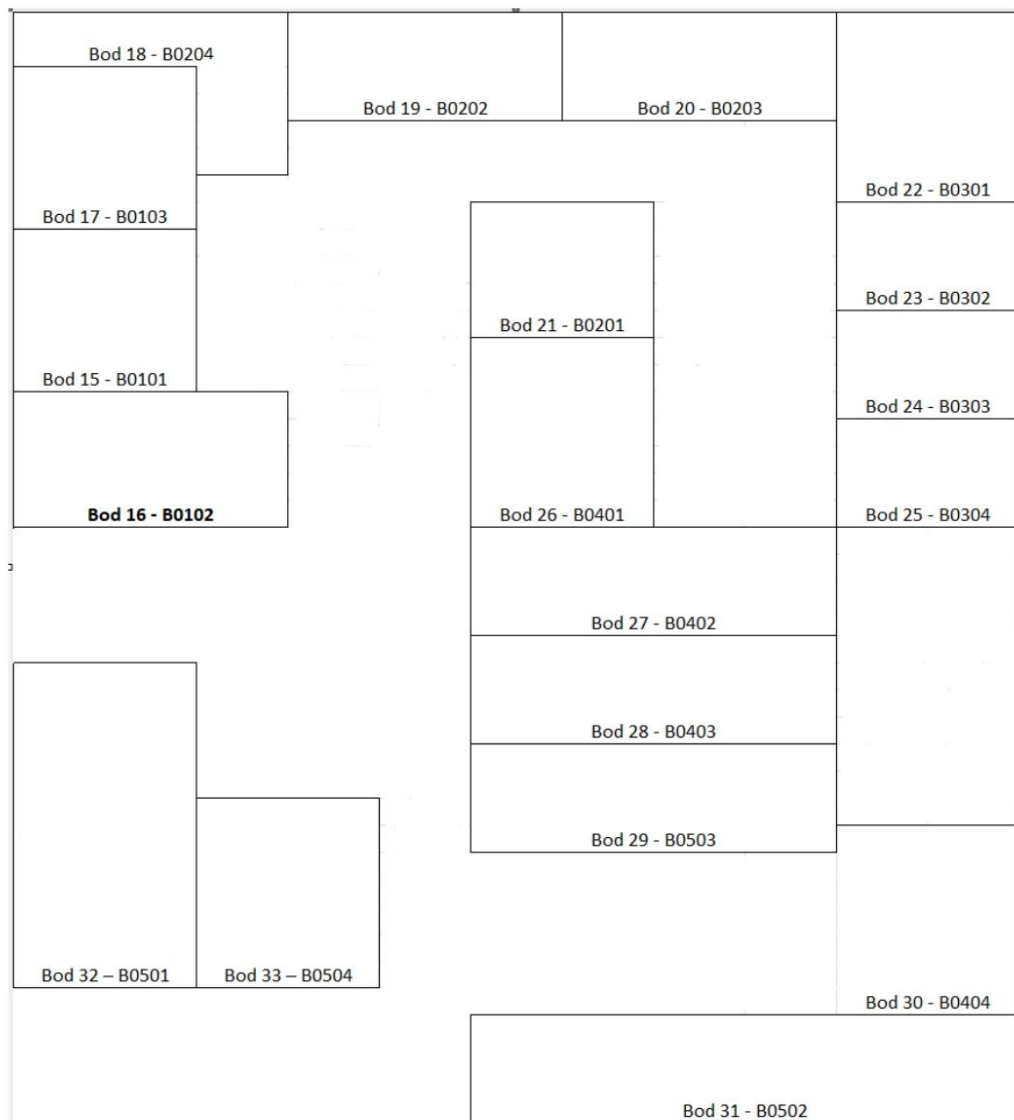 Bod 18 - B0204
Bod 19 - B0202
Bod 20 - B0203
Bod 22 - B0301
Bod 17 - B0103
Bod 23 - B0302
Bod 21 - B0201
Bod 15 - B0101
Bod 24 - B0303
Bod 16 - B0102
Bod 26 - B0401
Bod 25 - B0304
Bod 27 - B0402
Bod 28 - B0403
Bod 29 - B0503
Bod 32 – B0501
Bod 33 – B0504
Bod 30 - B0404
Bod 31 - B0502